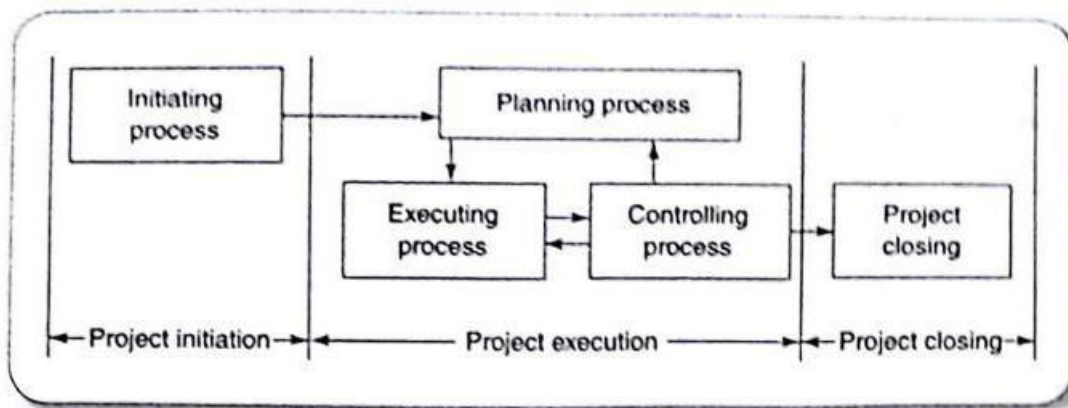 Initiating
process
Planning process
Executing
process
Controlling
process
Project
closing
Project initiation
Project execution
Project closing